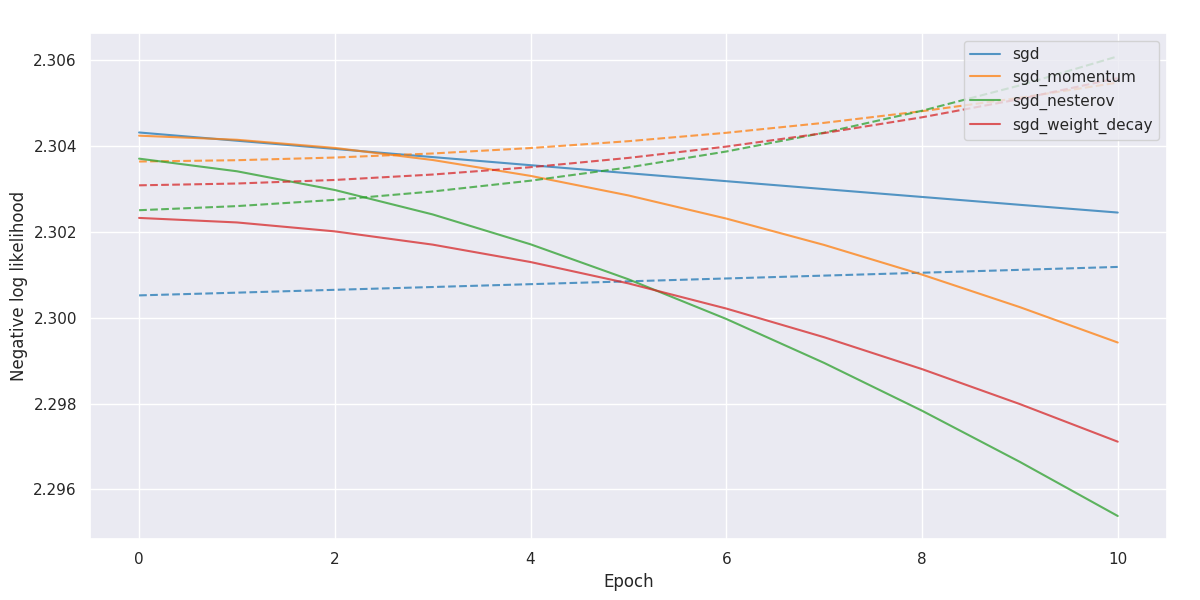 2.306
2.304
2.302
2.300
2.298
2.296
Negative log likelihood
0
2
4
6
8
10
Epoch
sgd
sgd_momentum
sgd_nesterov
sgd_weight_decay